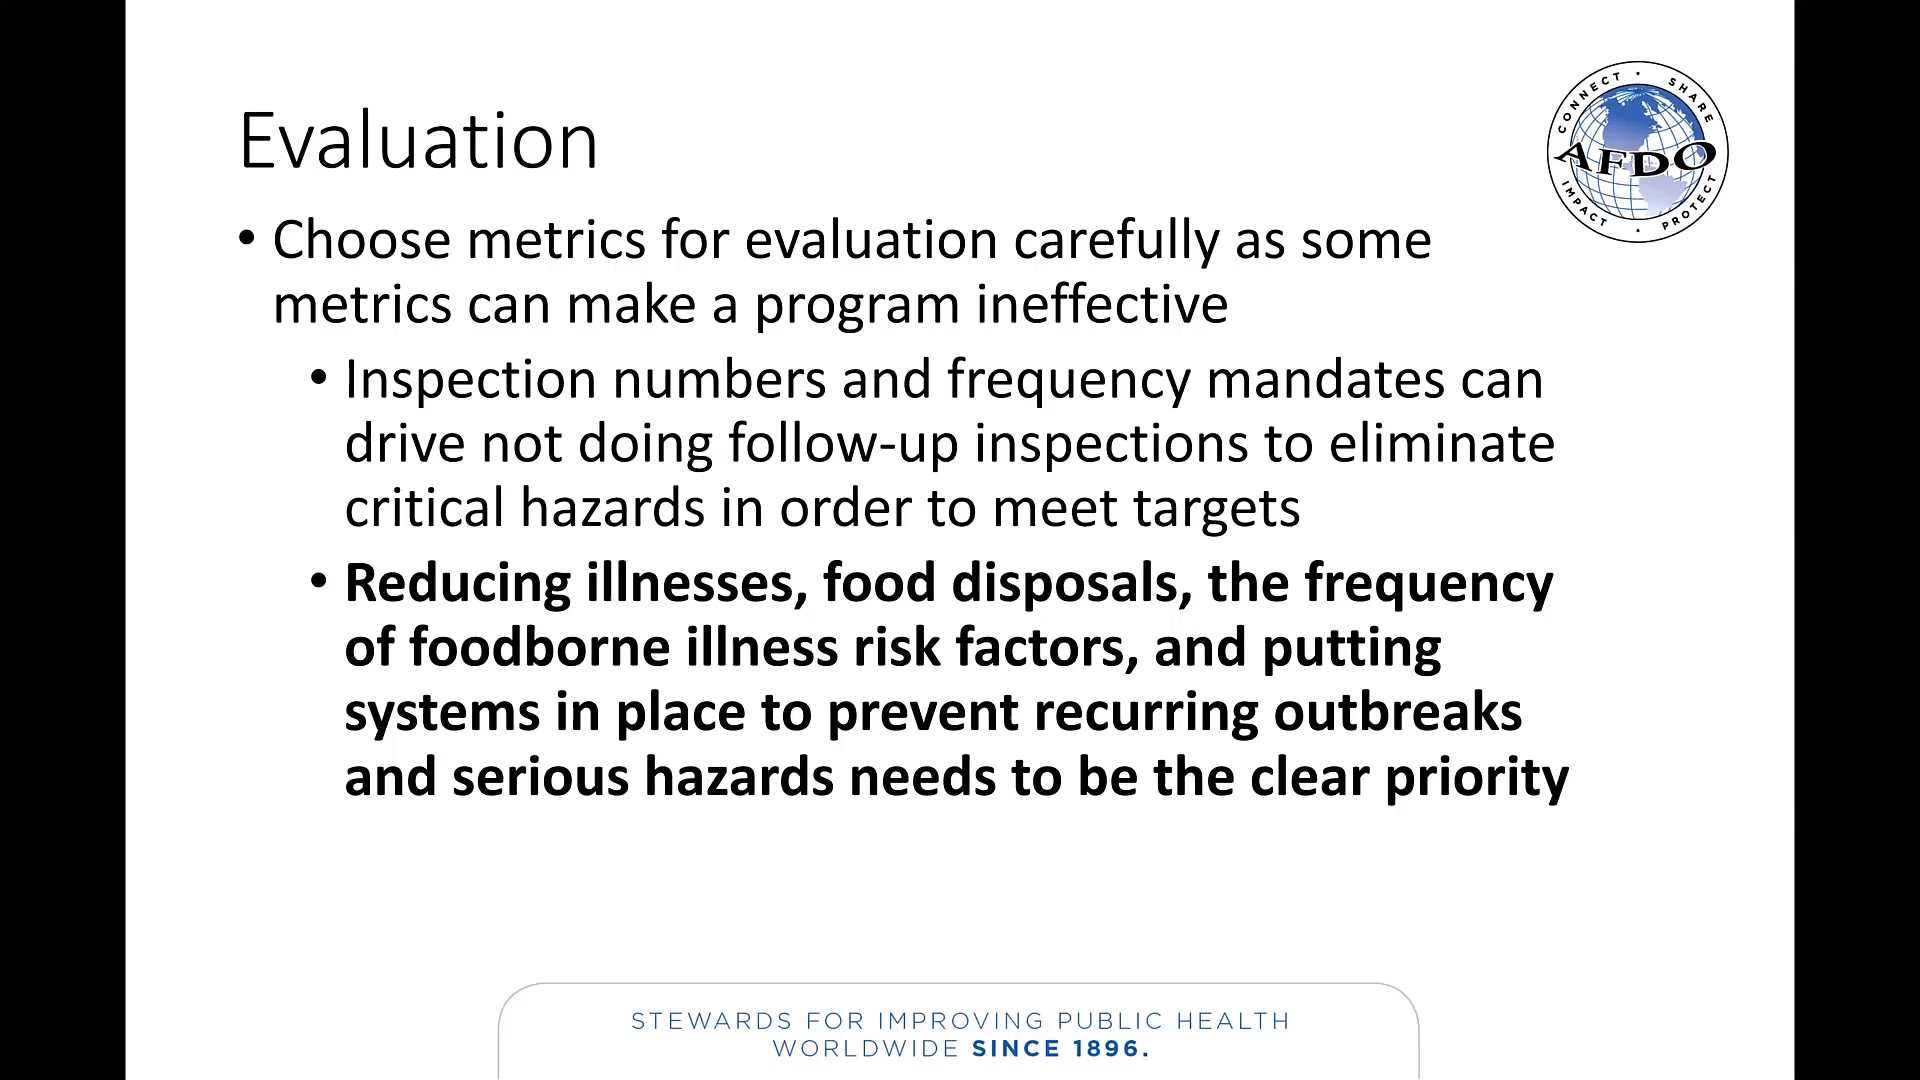 Evaluation
CONNECT • SHARE
AFDO
IMPACT • PROTECT
• Choose metrics for evaluation carefully as some
metrics can make a program ineffective
• Inspection numbers and frequency mandates can
drive not doing follow-up inspections to eliminate
critical hazards in order to meet targets
• Reducing illnesses, food disposals, the frequency
of foodborne illness risk factors, and putting
systems in place to prevent recurring outbreaks
and serious hazards needs to be the clear priority
STEWARDS FOR IMPROVING PUBLIC HEALTH
WORLDWIDE SINCE 1896.